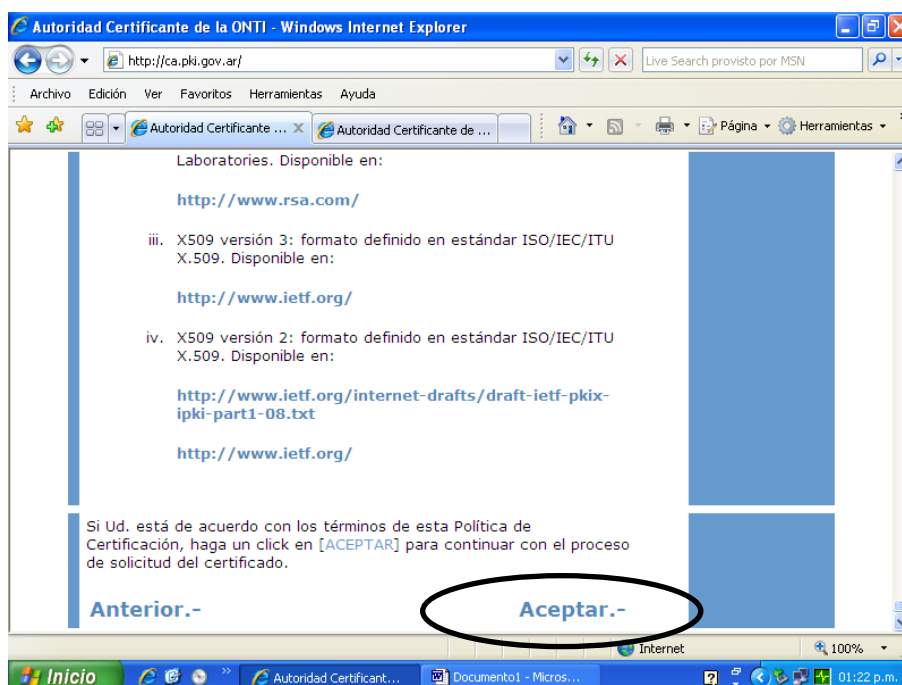 Autoridad Certificante de la ONTI - Windows Internet Explorer
http://ca.pki.gov.ar/
Live Search provisto por MSN
Archivo Edición Ver Favoritos Herramientas Ayuda
Autoridad Certificante ... Autoridad Certificante de ... Página Herramientas
Laboratories. Disponible en:
http://www.rsa.com/
iii. X509 versión 3: formato definido en estándar ISO/IEC/ITU
X.509. Disponible en:
http://www.ietf.org/
iv. X509 versión 2: formato definido en estándar ISO/IEC/ITU
X.509. Disponible en:
http://www.ietf.org/internet-drafts/draft-ietf-pkix-
ipki-part1-08.txt
http://www.ietf.org/
Si Ud. está de acuerdo con los términos de esta Política de
Certificación, haga un click en [ACEPTAR] para continuar con el proceso
de solicitud del certificado.
Anterior.- Aceptar.-
Internet 100%
Inicio Autoridad Certificant... Documento1 - Micros... 01:22 p.m.